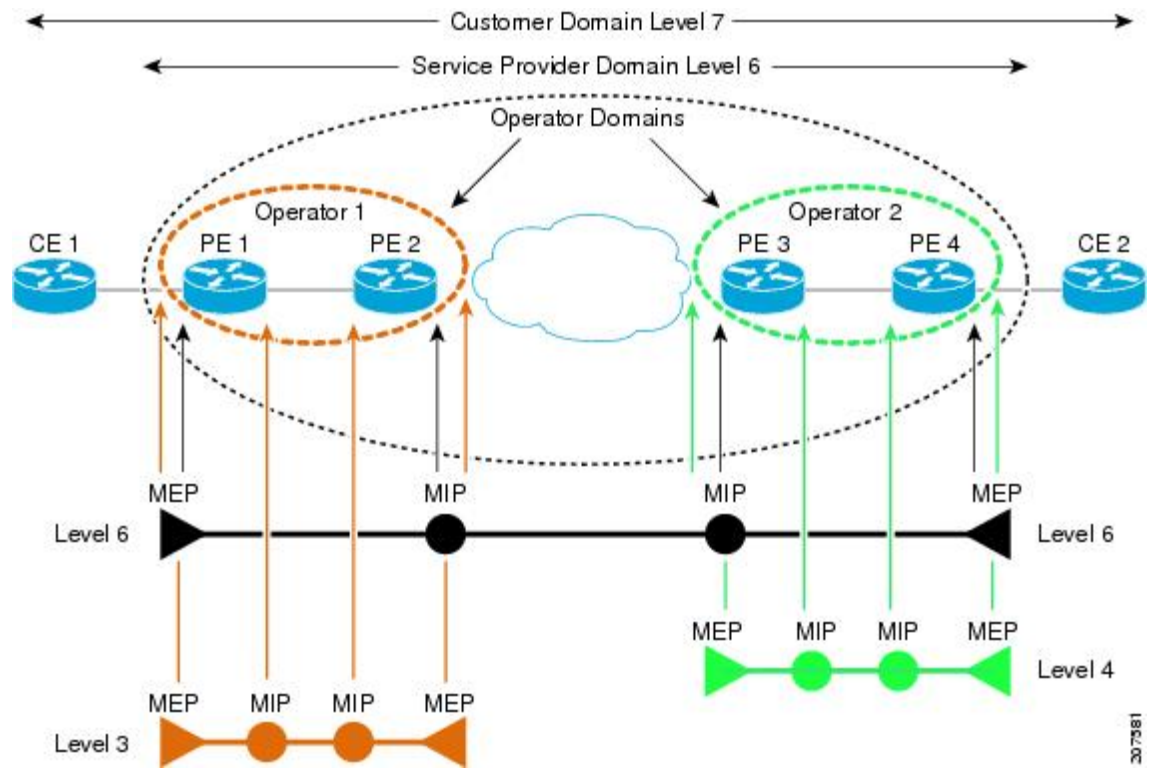 Customer Domain Level 7
Service Provider Domain Level 6
Operator Domains
Operator 1
Operator 2
CE 1
PE 1
PE 2
PE 3
PE 4
CE 2
MEP
MIP
MIP
MEP
Level 6
Level 6
MEP
MIP
MIP
MEP
Level 4
MEP
MIP
MIP
MEP
Level 3
207581